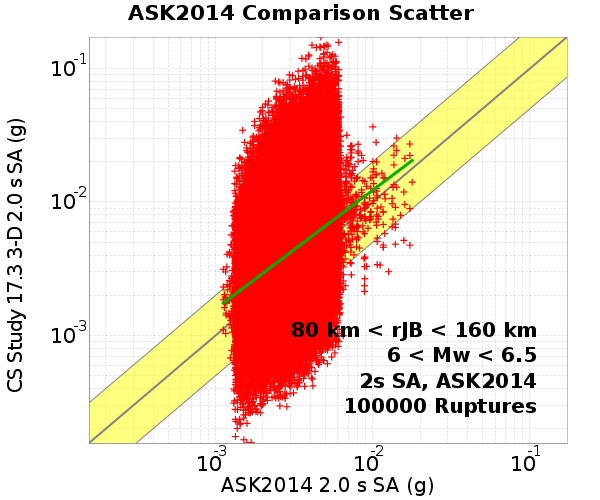 ASK2014 Comparison Scatter
CS Study 17.3 3-D 2.0 s SA (g)
10-1
10-2
10-3
80 km < rJB < 160 km
6 < Mw < 6.5
2s SA, ASK2014
100000 Ruptures
10-3 10-2 10-1
ASK2014 2.0 s SA (g)